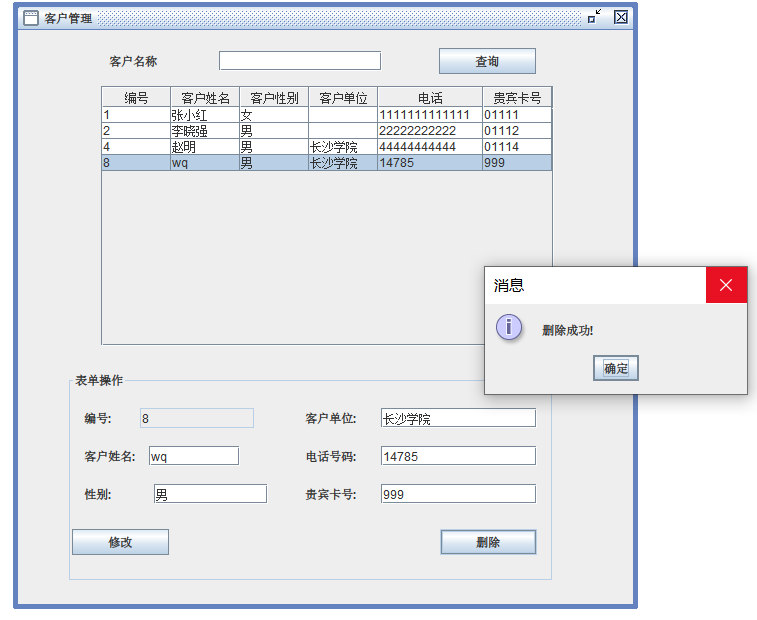 客户管理
客户名称 查询
编号 客户姓名 客户性别 客户单位 电话 贵宾卡号
1 张小红 女 1111111111111 01111
2 李晓强 男 22222222222 01112
4 赵明 男 长沙学院 44444444444 01114
8 wq 男 长沙学院 14785 999
消息
删除成功!
确定
表单操作
编号: 8 客户单位: 长沙学院
客户姓名: wq 电话号码: 14785
性别: 男 贵宾卡号: 999
修改 删除